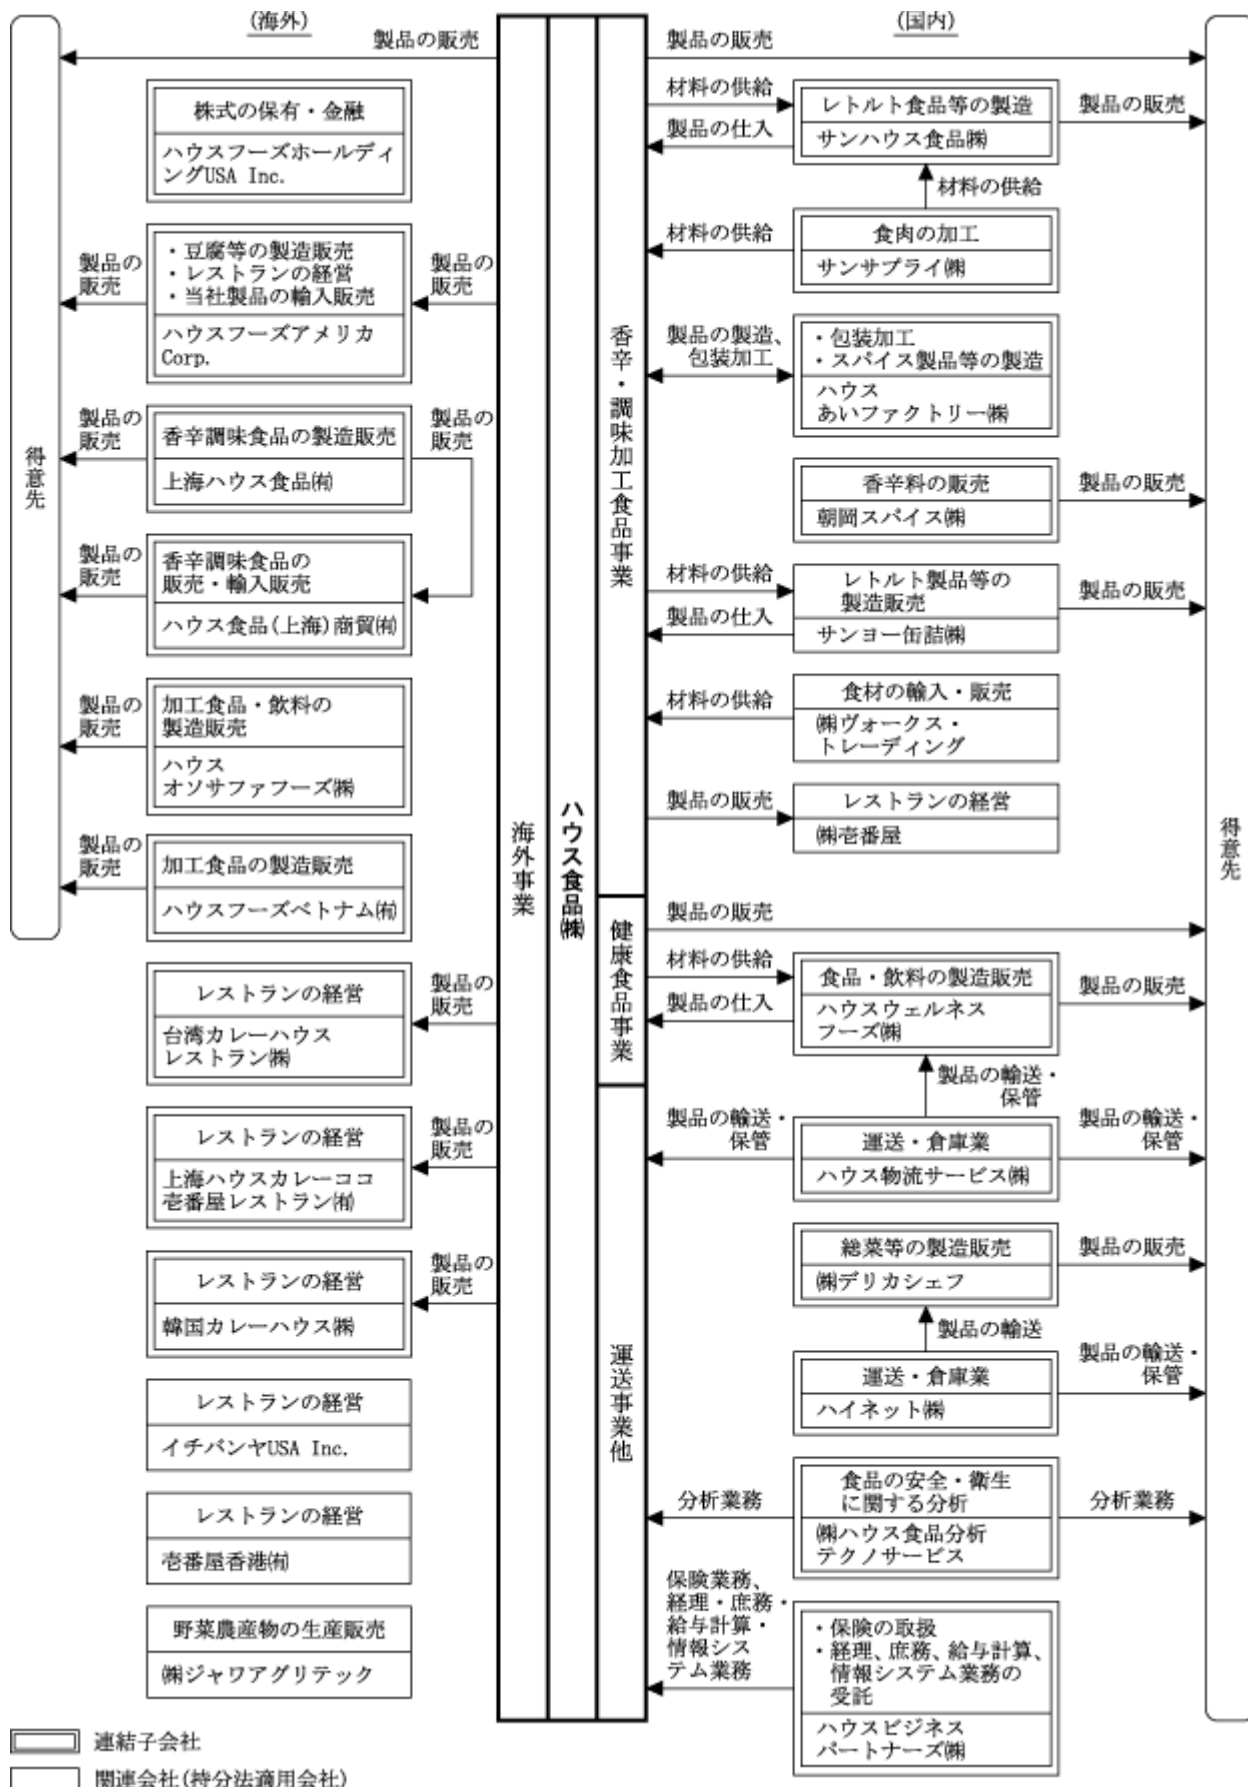 (海外)
製品の販売
株式の保有・金融
ハウスフーズホールディ
ングUSA Inc.
製品の
販売
・豆腐等の製造販売
・レストランの経営
・当社製品の輸入販売
ハウスフーズアメリカ
Corp.
製品の
販売
製品の
販売
香辛調味食品の製造販売
上海ハウス食品㈲
製品の
販売
製品の
販売
香辛調味食品の
販売・輸入販売
ハウス食品(上海)商貿㈲
製品の
販売
加工食品・飲料の
製造販売
ハウス
オソサファフーズ㈱
製品の
販売
加工食品の製造販売
ハウスフーズベトナム㈲
得意先
レストランの経営
台湾カレーハウス
レストラン㈱
製品の
販売
レストランの経営
上海ハウスカレーココ
壱番屋レストラン㈲
製品の
販売
レストランの経営
韓国カレーハウス㈱
製品の
販売
レストランの経営
イチバンヤUSA Inc.
レストランの経営
壱番屋香港㈲
野菜農産物の生産販売
㈱ジャワアグリテック
海外事業
ハウス食品㈱
香辛・調味加工食品事業
健康食品事業
運送事業他
(国内)
製品の販売
材料の供給
製品の仕入
レトルト食品等の製造
サンハウス食品㈱
製品の販売
材料の供給
材料の供給
食肉の加工
サンサプライ㈱
製品の製造、
包装加工
・包装加工
・スパイス製品等の製造
ハウス
あいファクトリー㈱
香辛料の販売
朝岡スパイス㈱
製品の販売
材料の供給
製品の仕入
レトルト製品等の
製造販売
サンヨー缶詰㈱
製品の販売
材料の供給
食材の輸入・販売
㈱ヴォークス・
トレーディング
製品の販売
レストランの経営
㈱壱番屋
得意先
製品の販売
材料の供給
製品の仕入
食品・飲料の製造販売
ハウスウェルネス
フーズ㈱
製品の販売
製品の輸送・
保管
製品の輸送・
保管
運送・倉庫業
ハウス物流サービス㈱
製品の輸送・
保管
総菜等の製造販売
㈱デリカシェフ
製品の販売
製品の輸送
運送・倉庫業
ハイネット㈱
製品の輸送・
保管
分析業務
食品の安全・衛生
に関する分析
㈱ハウス食品分析
テクノサービス
分析業務
保険業務、
経理・庶務・
給与計算・
情報シス
テム業務
・保険の取扱
・経理、庶務、給与計算、
情報システム業務の
受託
ハウスビジネス
パートナーズ㈱
連結子会社
関連会社(持分法適用会社)